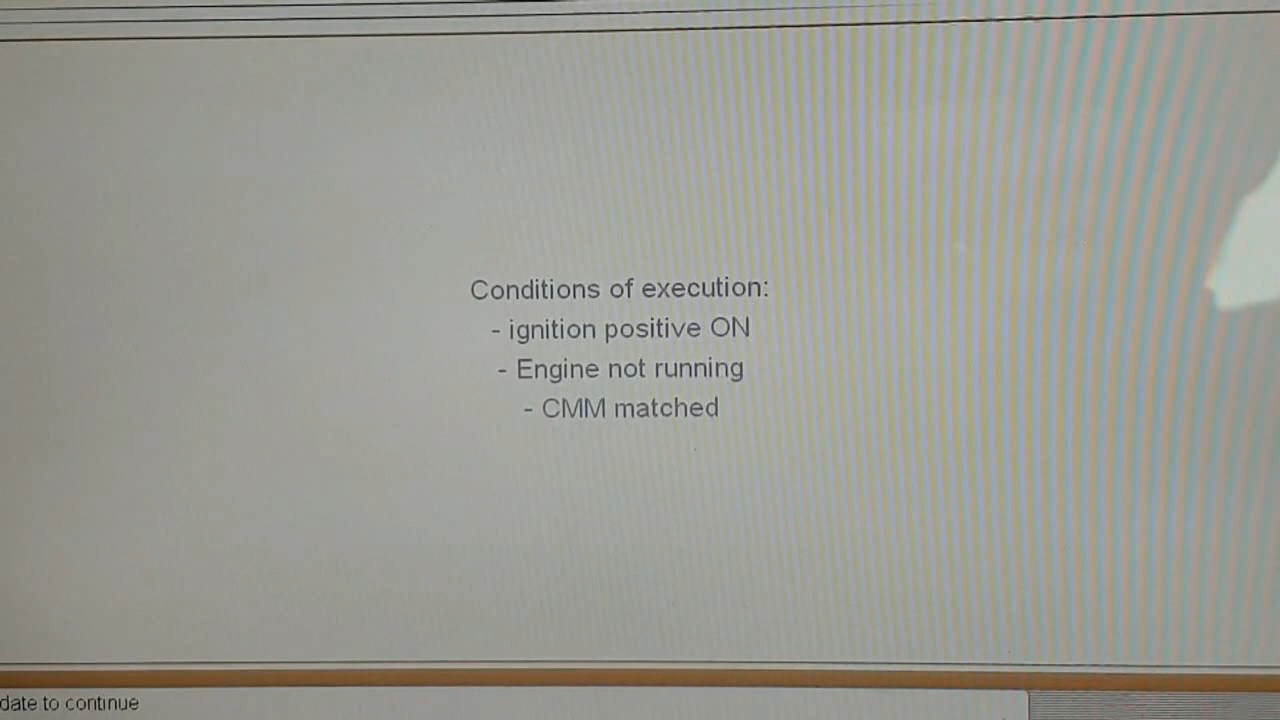 Conditions of execution:
- ignition positive ON
- Engine not running
- CMM matched
date to continue